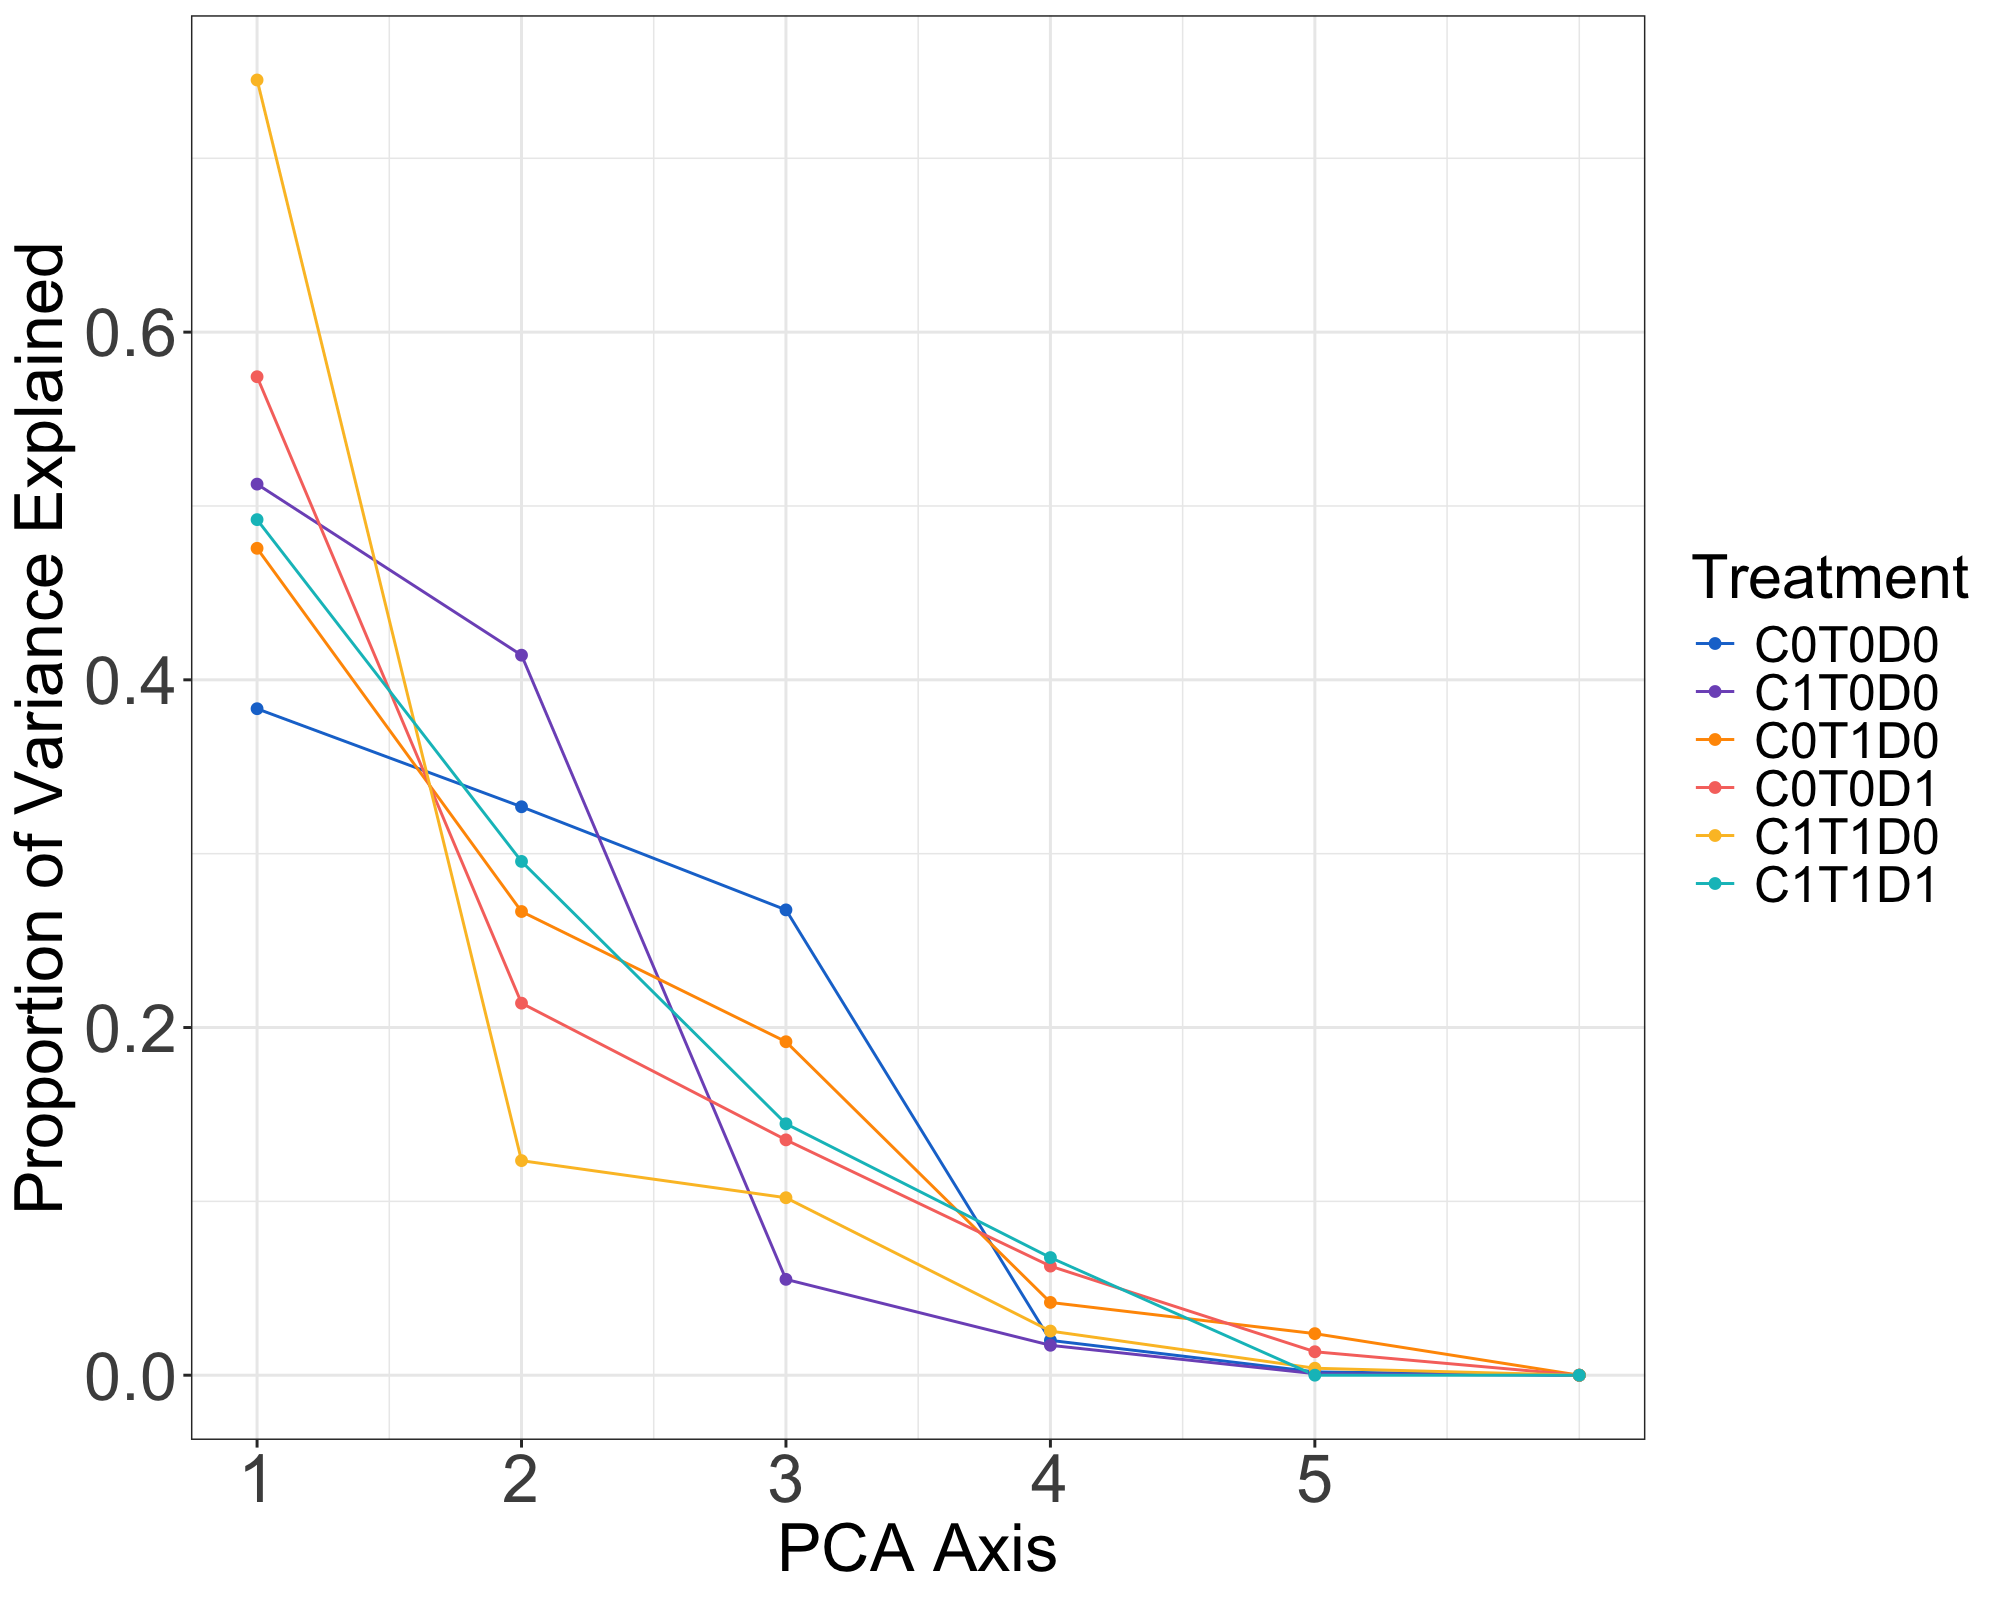 Proportion of Variance Explained
0.6
0.4
0.2
0.0
1 2 3 4 5
PCA Axis
Treatment
C0T0D0
C1T0D0
C0T1D0
C0T0D1
C1T1D0
C1T1D1